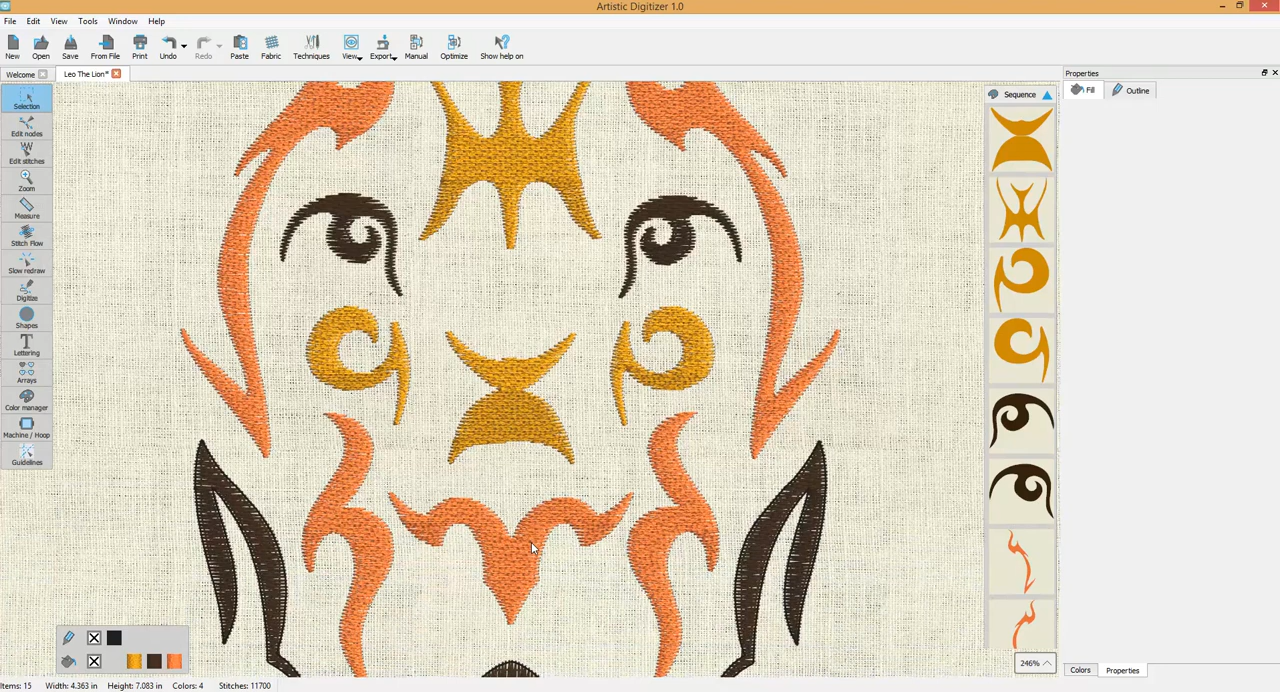 Artistic Digitizer 1.0
File Edit View Tools Window Help
New Open Save From File Print Undo Redo Paste Fabric Techniques View Export Manual Optimize Show help on
Welcome Leo The Lion*
Properties
Fill Outline
Sequence
Selection
Edit nodes
Edit stitches
Zoom
Measure
Stitch Flow
Slow redraw
Digitize
Shapes
Lettering
Arrays
Color manager
Machine / Hoop
Guidelines
246%
Colors Properties
Items: 15 Width: 4.363 in Height: 7.083 in Colors: 4 Stitches: 11700